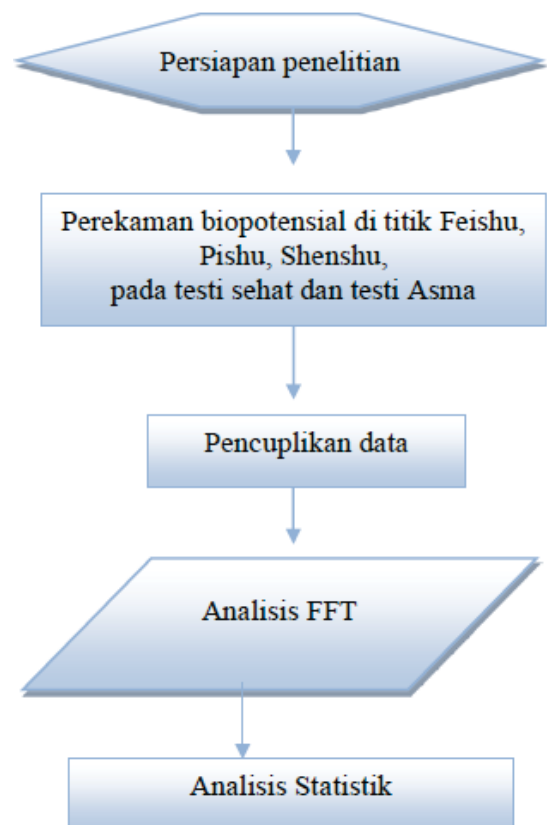 Persiapan penelitian
Perekaman biopotensial di titik Feishu,
Pishu, Shenshu,
pada testi sehat dan testi Asma
Pencuplikan data
Analisis FFT
Analisis Statistik